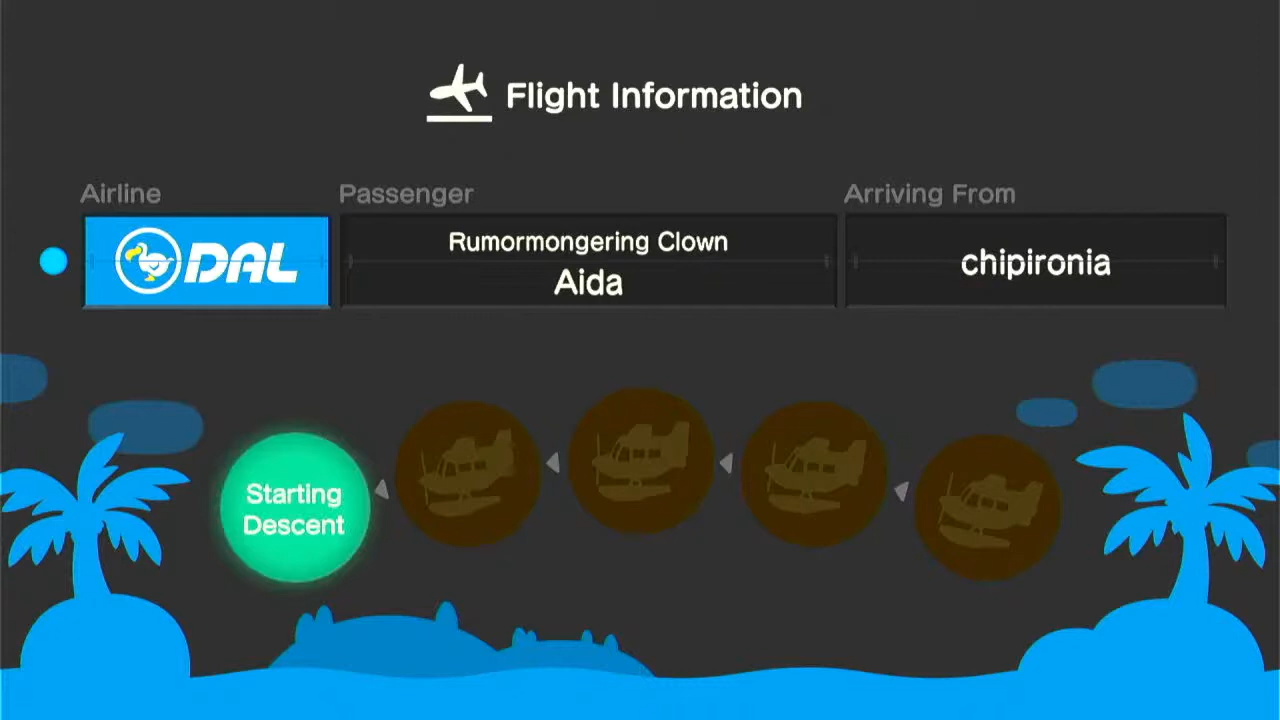 Flight Information
Airline
Passenger
Arriving From
DAL
Rumormongering Clown
Aida
chipironia
Starting
Descent